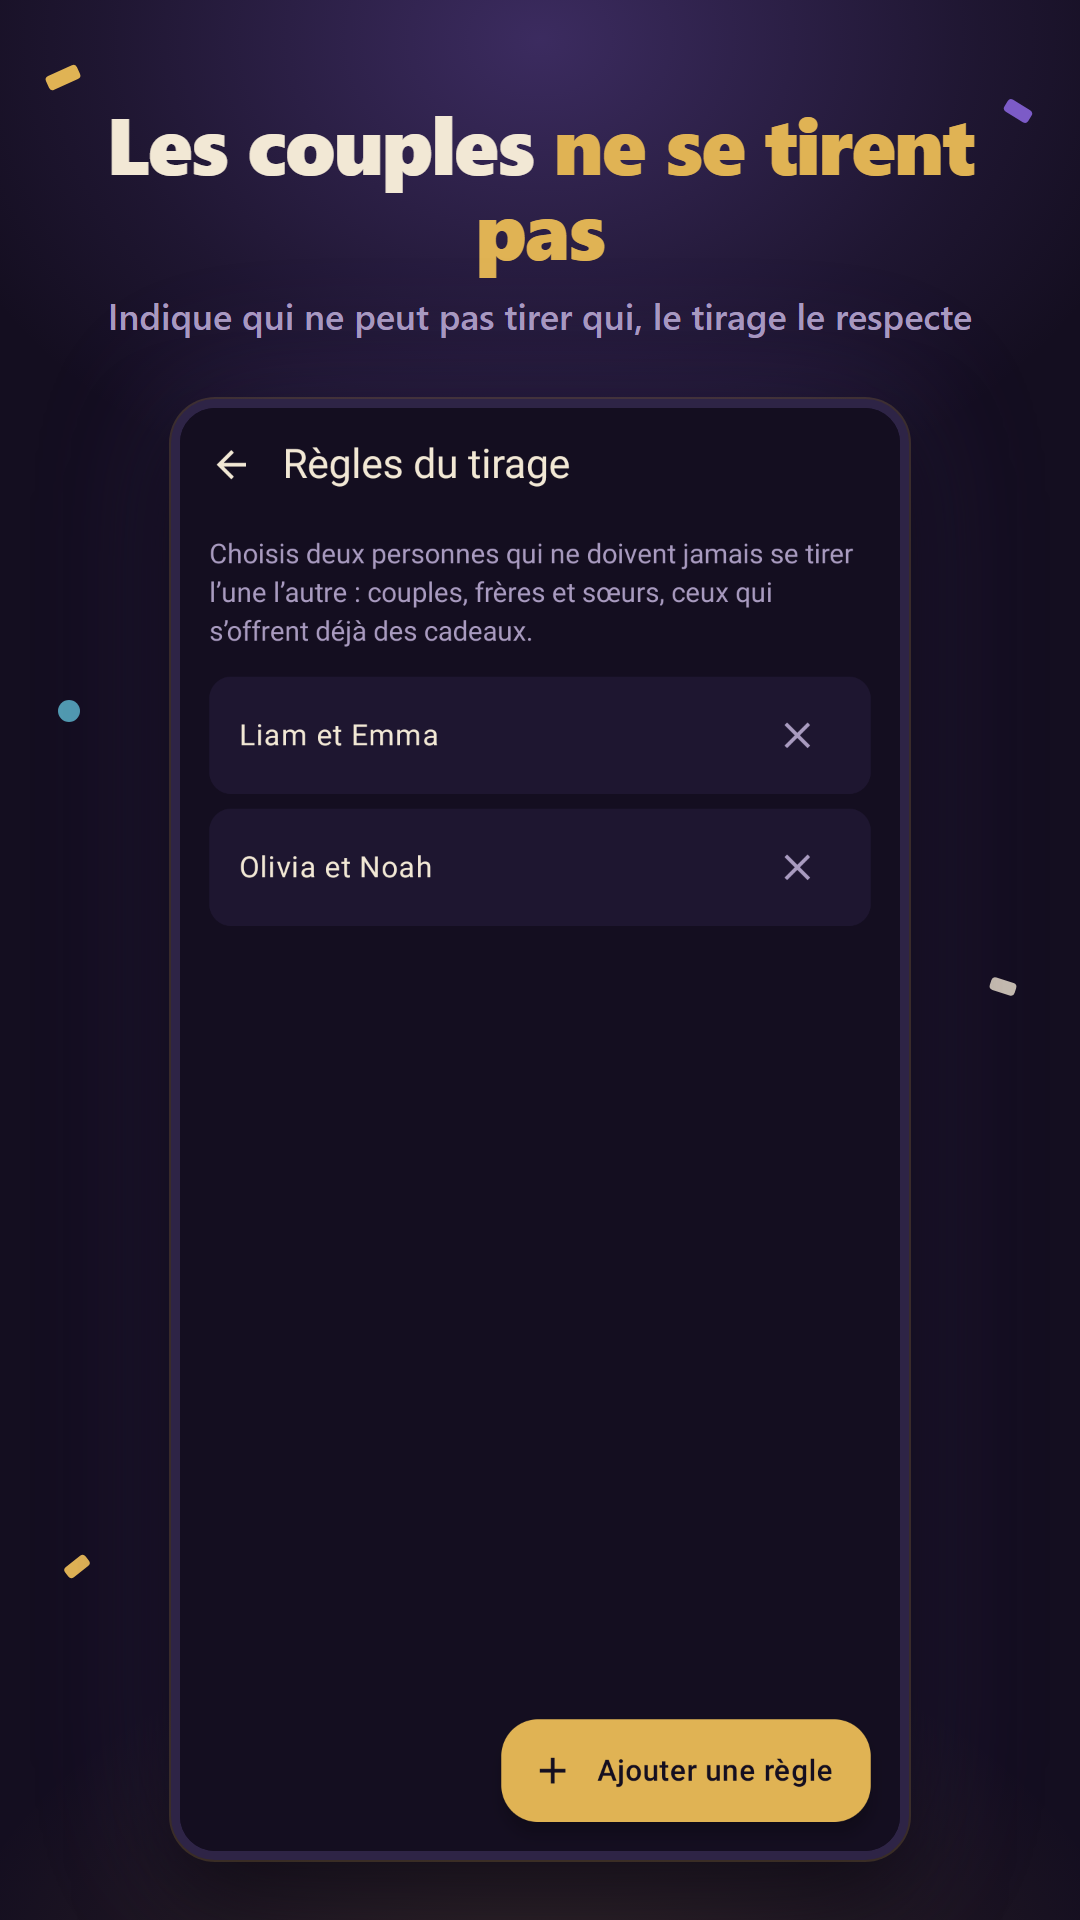 Les couples ne se tirent
pas
Indique qui ne peut pas tirer qui, le tirage le respecte
Règles du tirage
Choisis deux personnes qui ne doivent jamais se tirer
l’une l’autre : couples, frères et sœurs, ceux qui
s’offrent déjà des cadeaux.
Liam et Emma
Olivia et Noah
Ajouter une règle